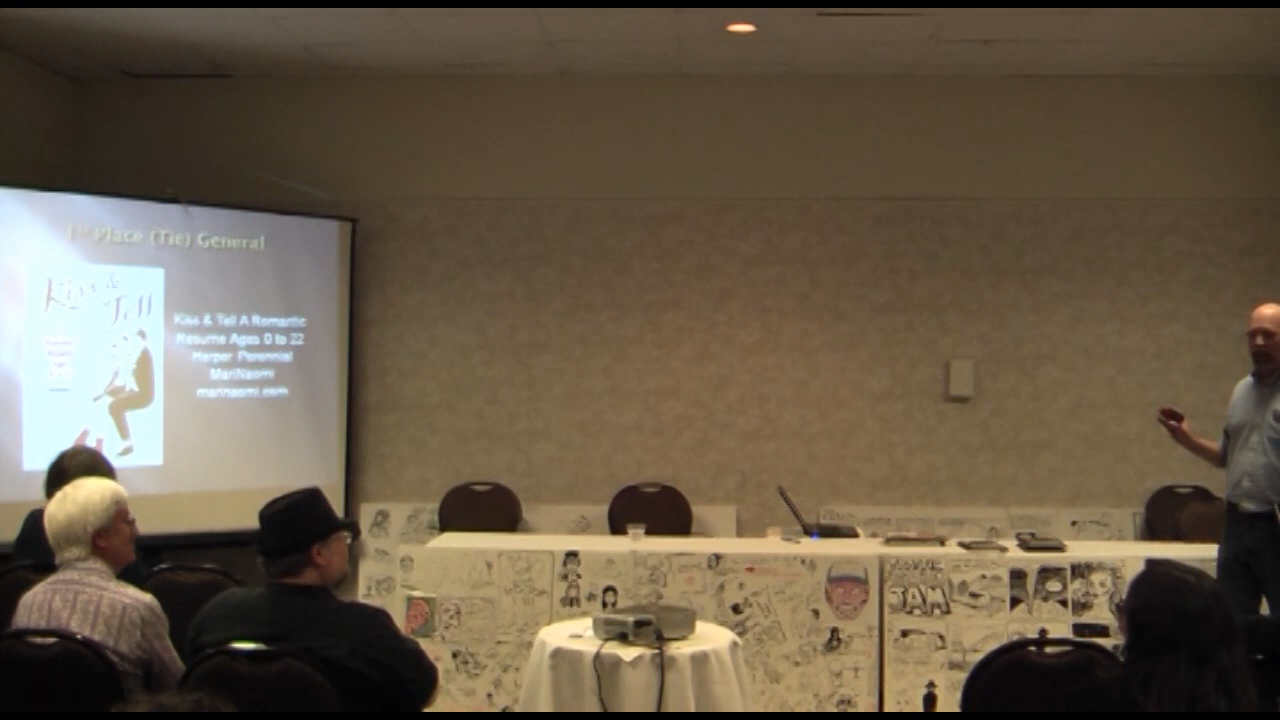 1st Place (Tie) General
Kiss &
Tell
Kiss & Tell A Romantic
Resume Ages 0 to 22
Harper Perennial
MariNaomi
marinaomi.com
JAM